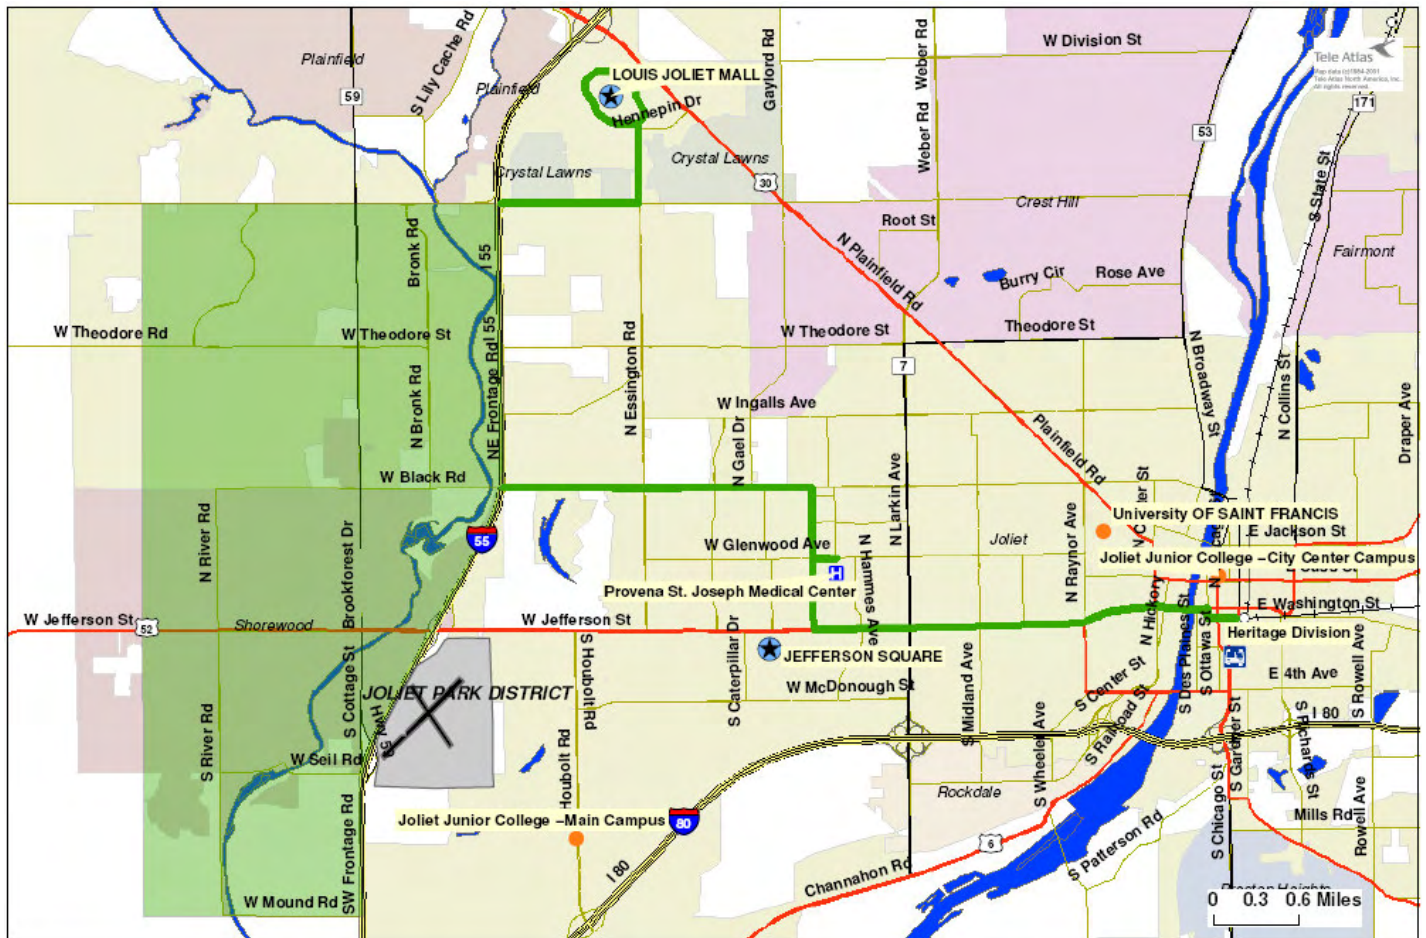 Plainfield
59
S Lily Cache Rd
Plainfield
LOUIS JOLIET MALL
Hennepin Dr
Gaylord Rd
Weber Rd
Weber Rd
W Division St
Tele Atlas
Tele Atlas North America, Inc.
All rights reserved.
171
53
Crystal Lawns
Crystal Lawns
30
Crest Hill
S State St
Fairmont
Root St
N Plainfield Rd
Burry Cir
Rose Ave
Bronk Rd
I 55
W Theodore Rd
W Theodore St
I 55
NE Frontage Rd
N Essington Rd
W Theodore St
Theodore St
7
N Broadway St
N Bronk Rd
W Ingalls Ave
N Gael Dr
Plainfield Rd
N Collins St
Draper Ave
W Black Rd
N Larkin Ave
N River Rd
Brookforest Dr
55
W Glenwood Ave
N Hammes Ave
Joliet
N Raynor Ave
University OF SAINT FRANCIS
E Jackson St
Joliet Junior College –City Center Campus
Provena St. Joseph Medical Center
H
N Hickory
E Washington St
W Jefferson St
52
Shorewood
W Jefferson St
Heritage Division
S Houbolt Rd
S Caterpillar Dr
JEFFERSON SQUARE
W McDonough St
S Midland Ave
S Center St
S Des Plaines St
S Ottawa St
E 4th Ave
S Rowell Ave
S Cottage St
JOLIET PARK DISTRICT
S River Rd
W Seil Rd
S Wheeler Ave
S Railroad St
S Gardner St
I 80
S Richards St
Houbolt Rd
Rockdale
Joliet Junior College –Main Campus
80
6
S Chicago St
Mills Rd
Rowell Ave
SW Frontage Rd
W Mound Rd
I 80
Channahon Rd
S Patterson Rd
0 0.3 0.6 Miles